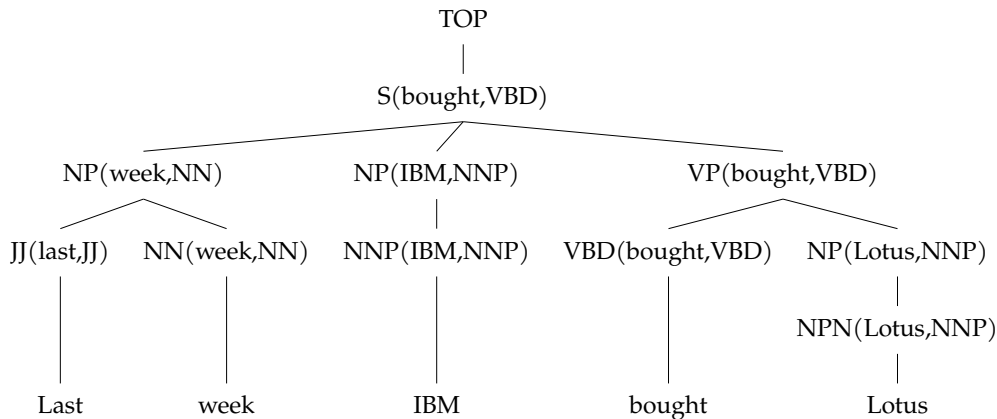 TOP
S(bought,VBD)
NP(week,NN) NP(IBM,NNP) VP(bought,VBD)
JJ(last,JJ) NN(week,NN) NNP(IBM,NNP) VBD(bought,VBD) NP(Lotus,NNP)
NPN(Lotus,NNP)
Last week IBM bought Lotus